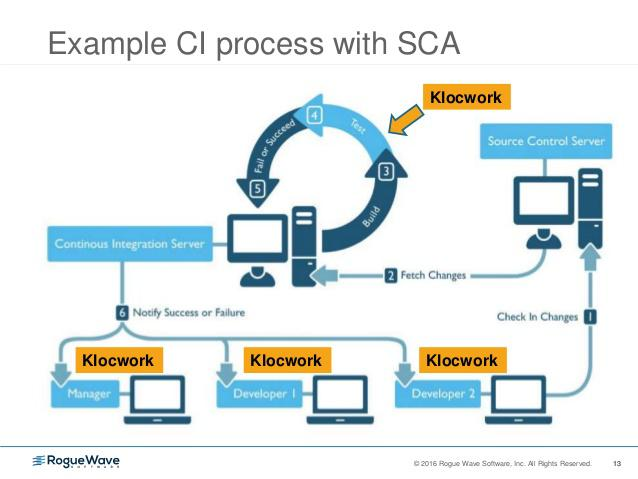 Example CI process with SCA
Klocwork
4
Test
Source Control Server
Fail or Succeed
3
5
Build
Continous Integration Server
2 Fetch Changes
6 Notify Success or Failure
Check In Changes 1
Klocwork
Klocwork
Klocwork
Manager
Developer 1
Developer 2
RogueWave
SOFTWARE
© 2016 Rogue Wave Software, Inc. All Rights Reserved. 13